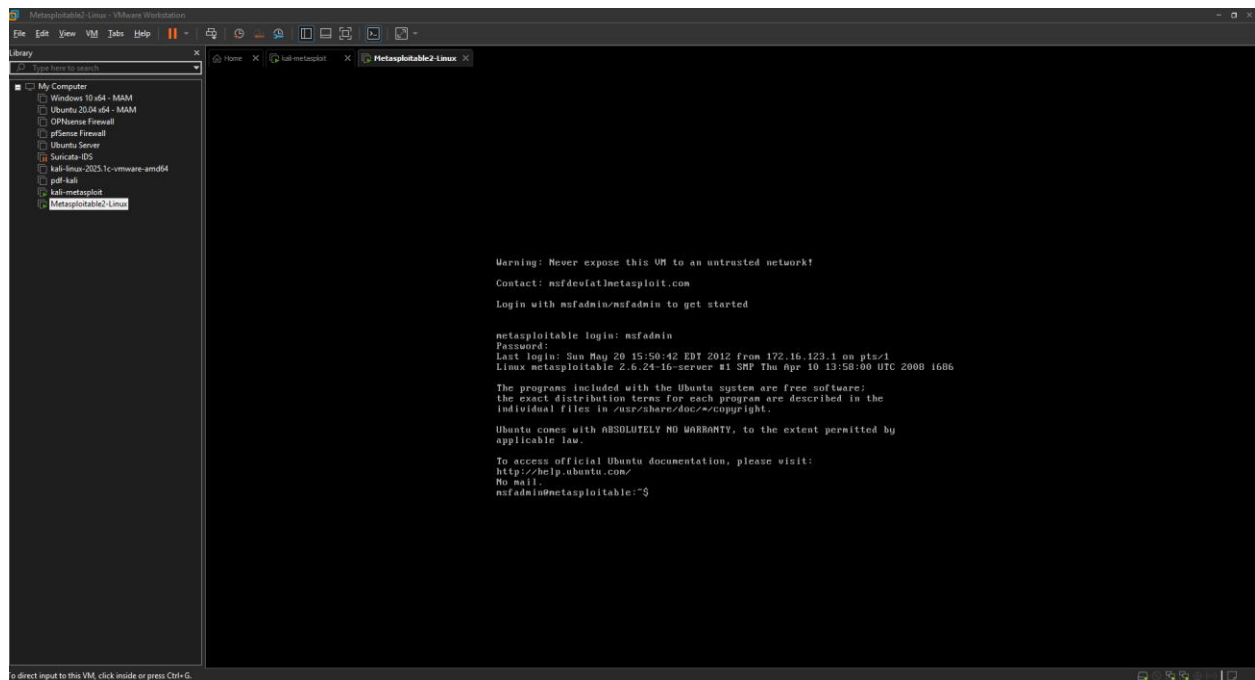 Metasploitable2-Linux - VMware Workstation
File Edit View VM Tabs Help
Library
Type here to search
My Computer
Windows 10 x64 - MAM
Ubuntu 20.04 x64 - MAM
OPNsense Firewall
pfSense Firewall
Ubuntu Server
Suricata-IDS
kali-linux-2025.1c-vmware-amd64
pdf-kali
kali-metasploit
Metasploitable2-Linux
Home kali-metasploit Metasploitable2-Linux
Warning: Never expose this VM to an untrusted network!
Contact: msfdev[at]metasploit.com
Login with msfadmin/msfadmin to get started
metasploitable login: msfadmin
Password:
Last login: Sun May 20 15:50:42 EDT 2012 from 172.16.123.1 on pts/1
Linux metasploitable 2.6.24-16-server #1 SMP Thu Apr 10 13:58:00 UTC 2008 i686
The programs included with the Ubuntu system are free software;
the exact distribution terms for each program are described in the
individual files in /usr/share/doc/*/copyright.
Ubuntu comes with ABSOLUTELY NO WARRANTY, to the extent permitted by
applicable law.
To access official Ubuntu documentation, please visit:
http://help.ubuntu.com/
No mail.
msfadmin@metasploitable:~$
o direct input to this VM, click inside or press Ctrl+G.